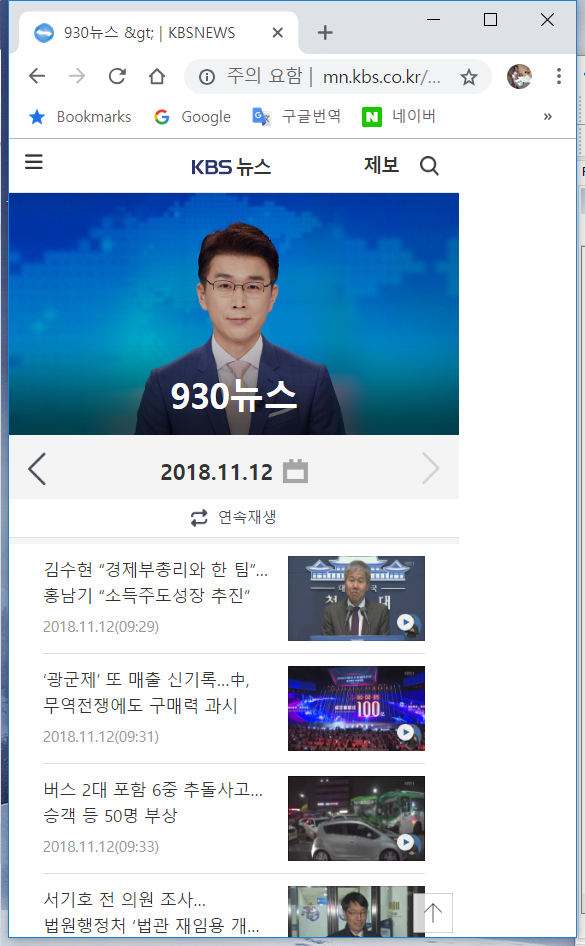 930뉴스 &gt; | KBSNEWS
주의 요함 | mn.kbs.co.kr/...
Bookmarks Google 구글번역 네이버 »
KBS 뉴스 제보
930뉴스
2018.11.12
연속재생
김수현 “경제부총리와 한 팀”...
홍남기 “소득주도성장 추진”
2018.11.12(09:29)
‘광군제’ 또 매출 신기록...中,
무역전쟁에도 구매력 과시
2018.11.12(09:31)
100
버스 2대 포함 6중 추돌사고...
승객 등 50명 부상
2018.11.12(09:33)
서기호 전 의원 조사...
법원행정처 ‘법관 재임용 개...